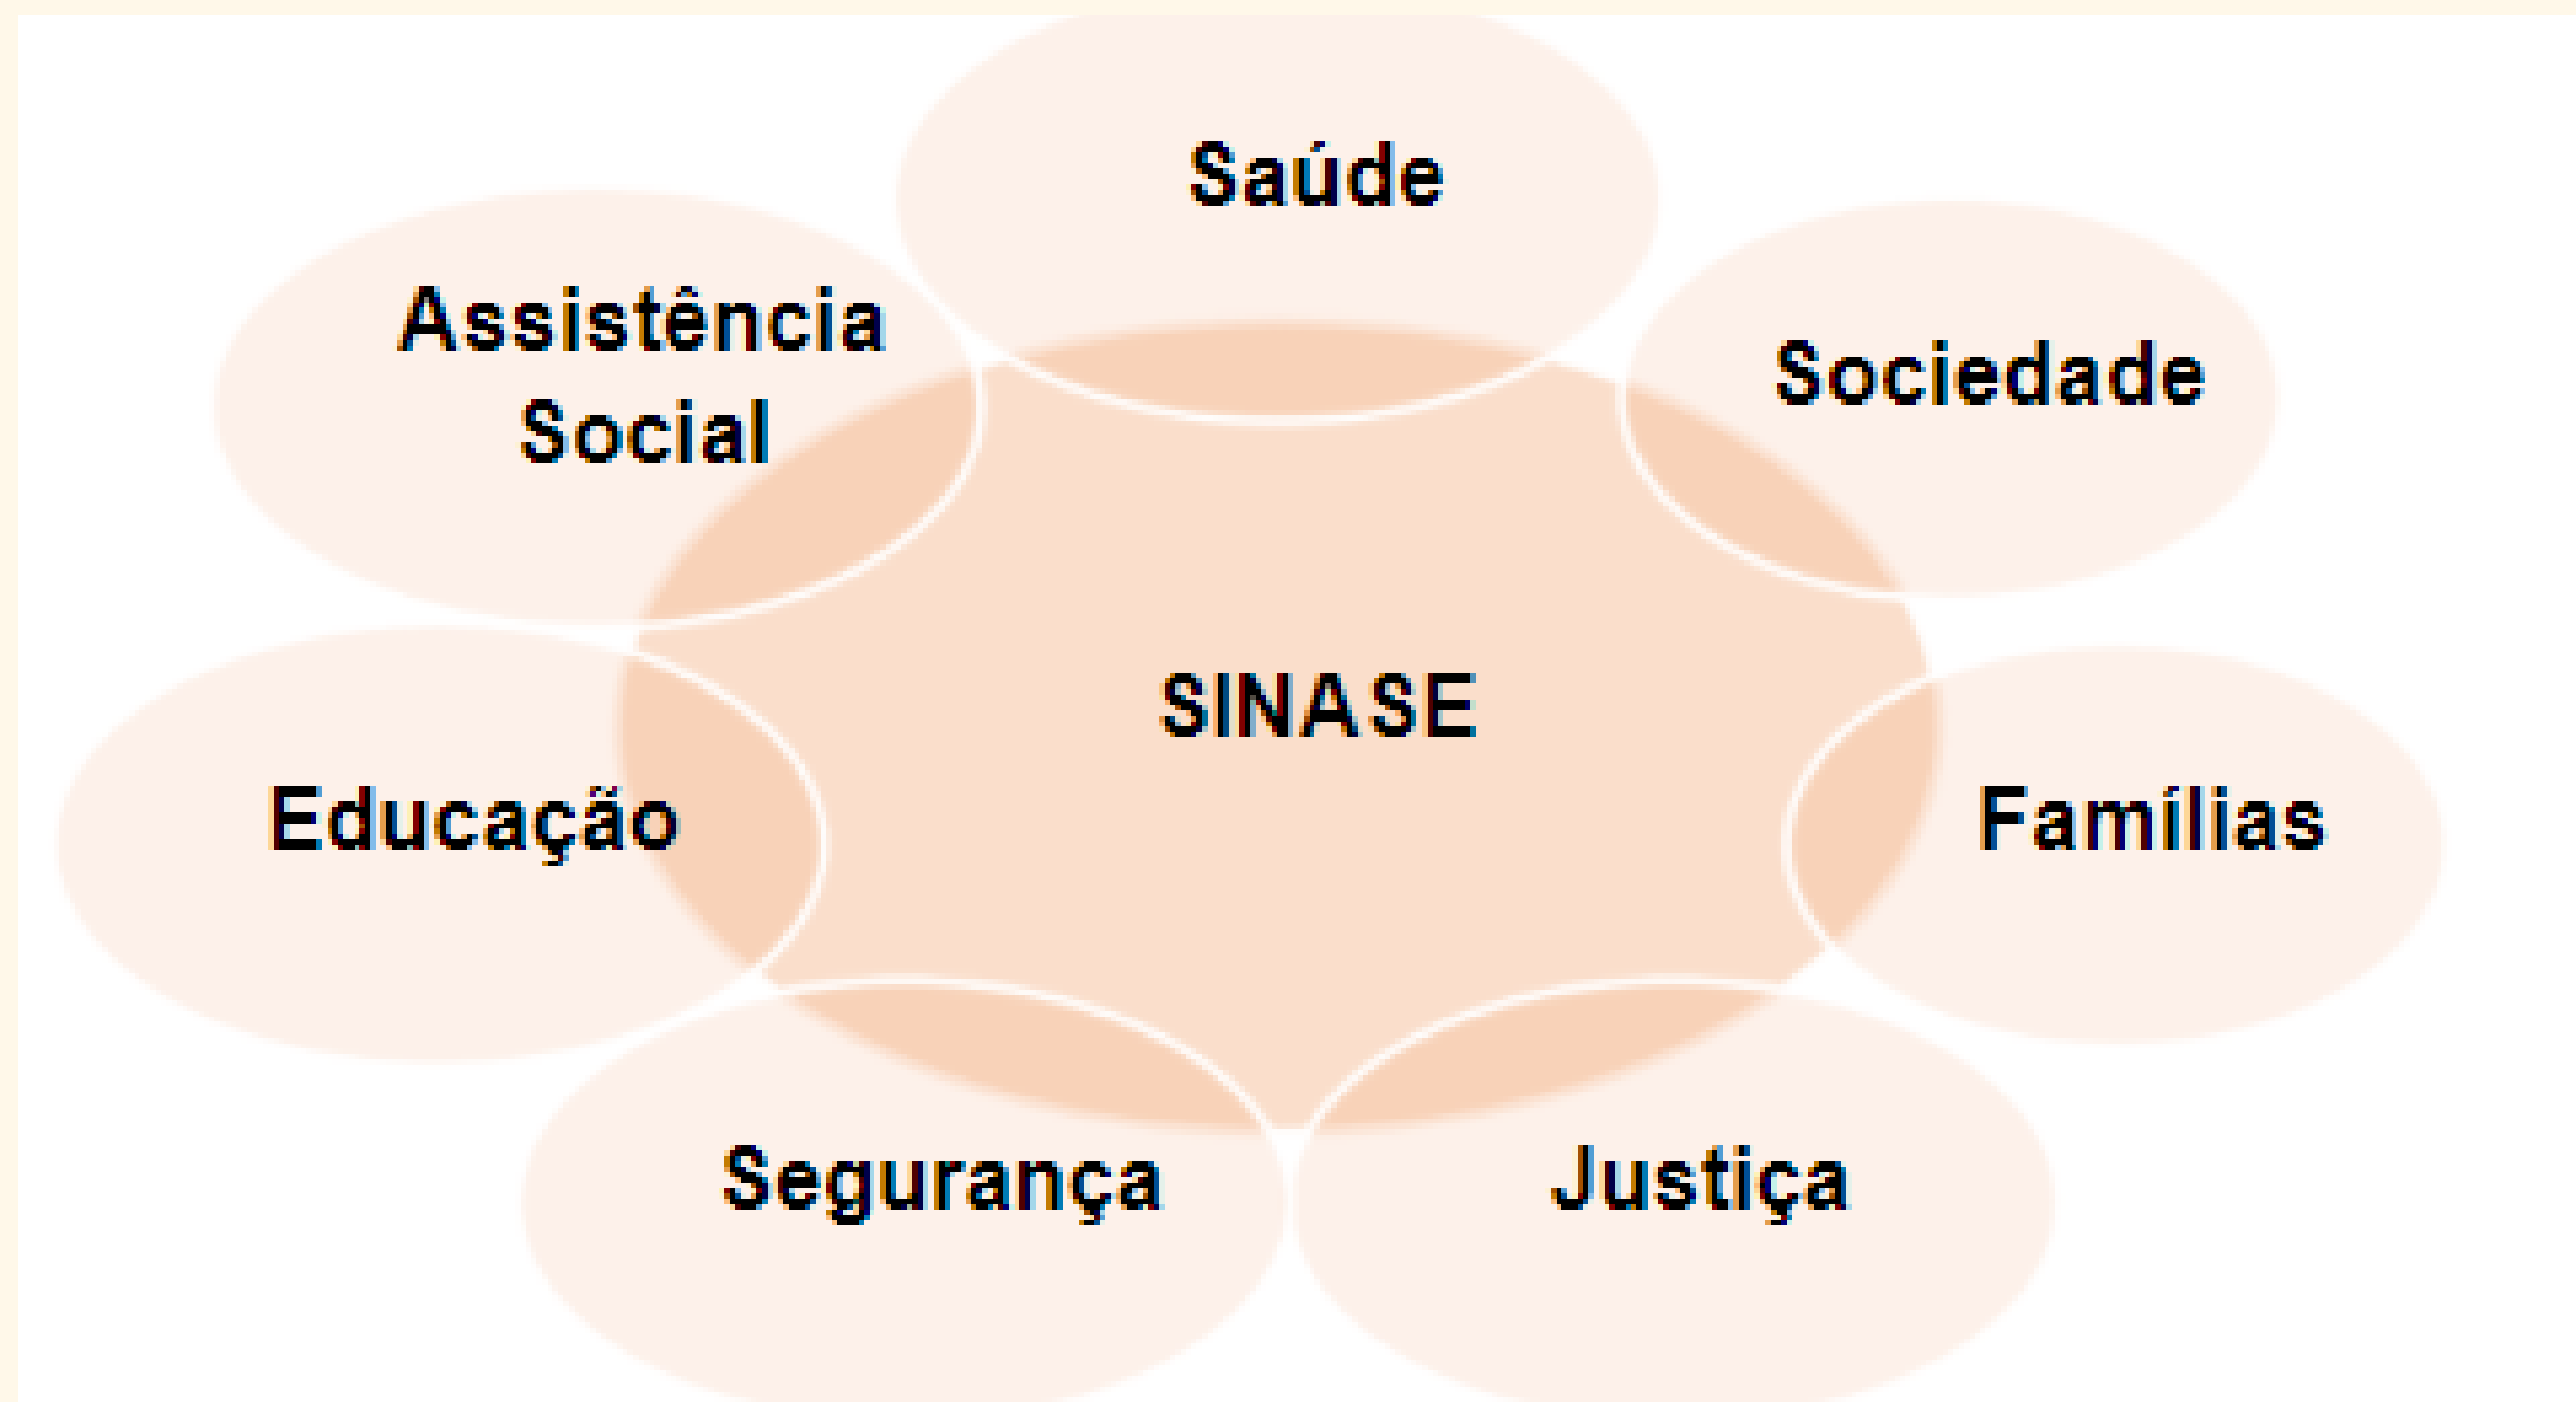 Saúde
Assistência
Social
Sociedade
SINASE
Educação
Famílias
Segurança
Justiça